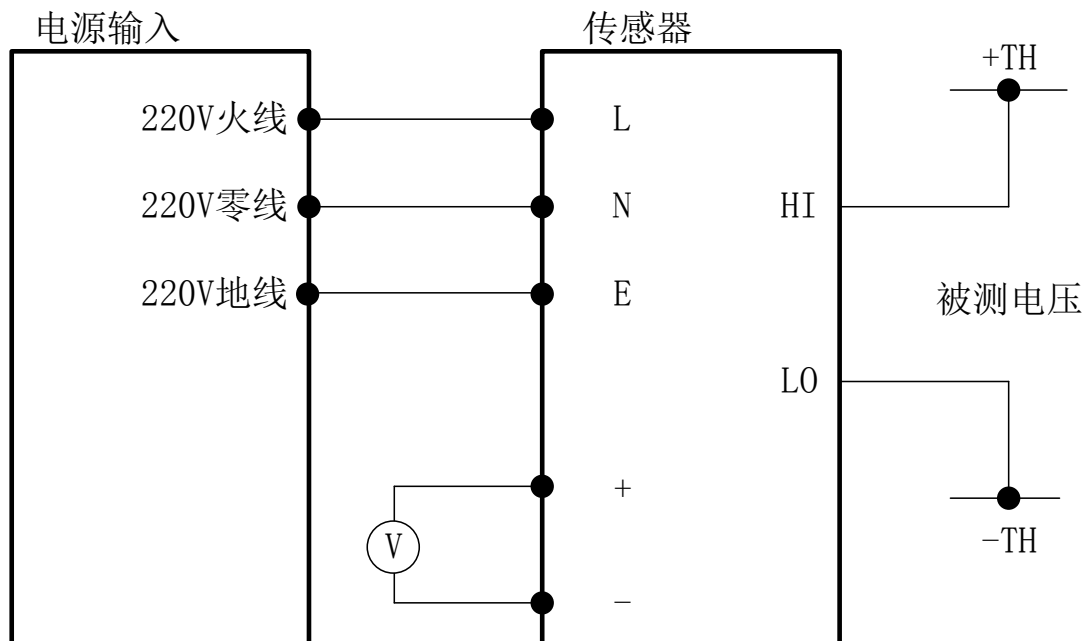 电源输入
传感器
+TH
220V火线
L
220V零线
N
HI
220V地线
E
被测电压
LO
+
V
-TH
-